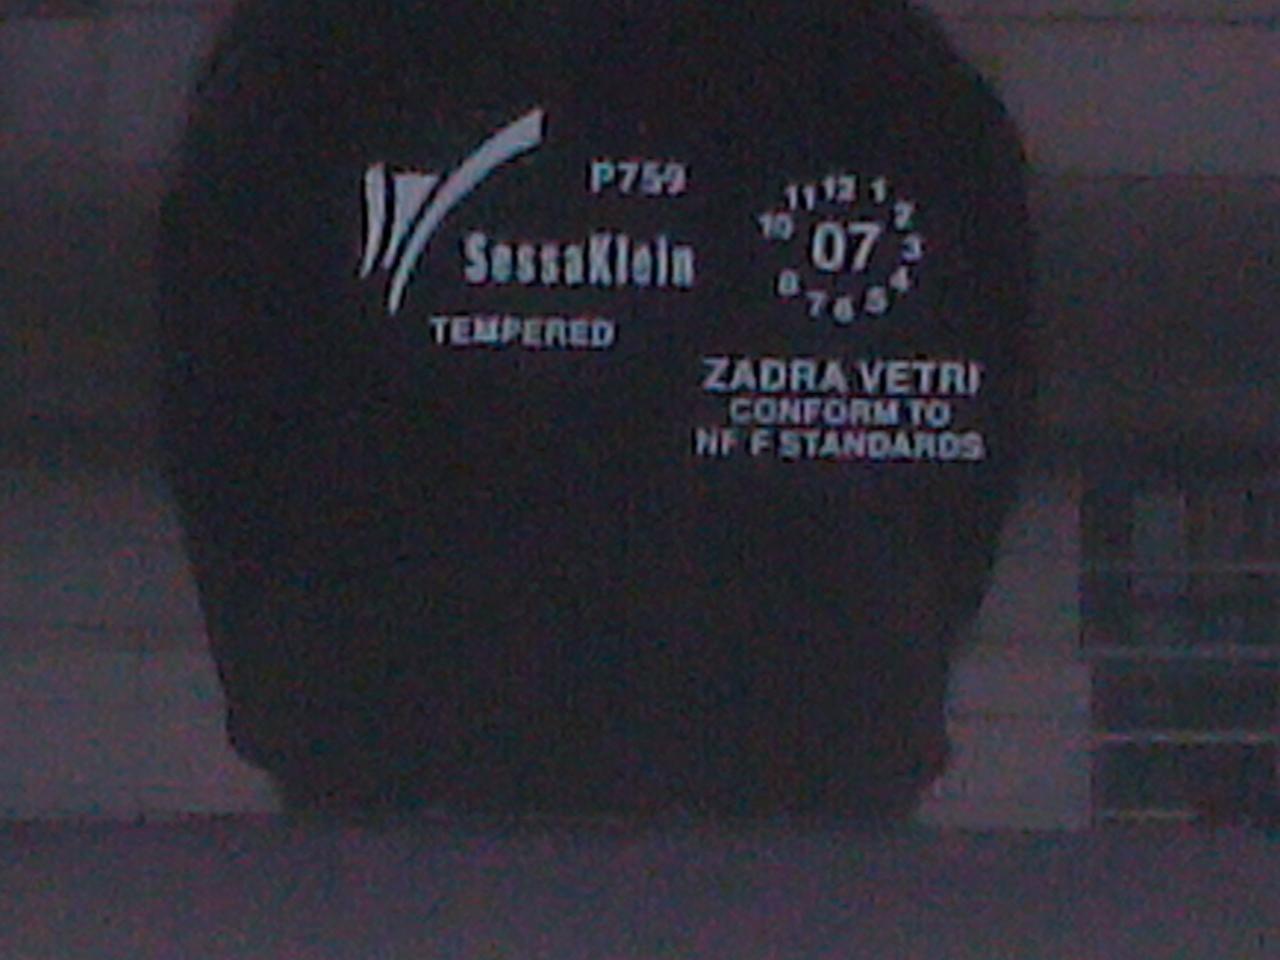 P759
SessaKlein
TEMPERED
11 12 1
10 2
07
3
8 4
7 6 5
ZADRA VETRI
CONFORM TO
NF F STANDARDS